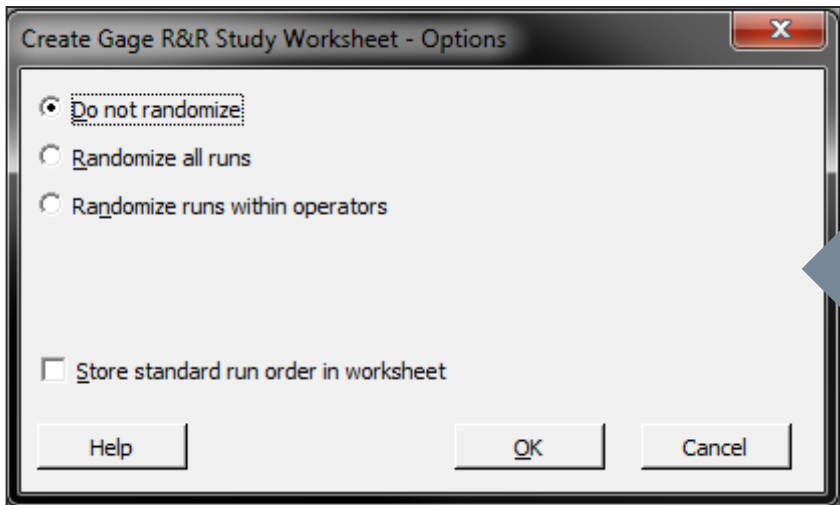 Create Gage R&R Study Worksheet - Options
Do not randomize
Randomize all runs
Randomize runs within operators
Store standard run order in worksheet
Help OK Cancel